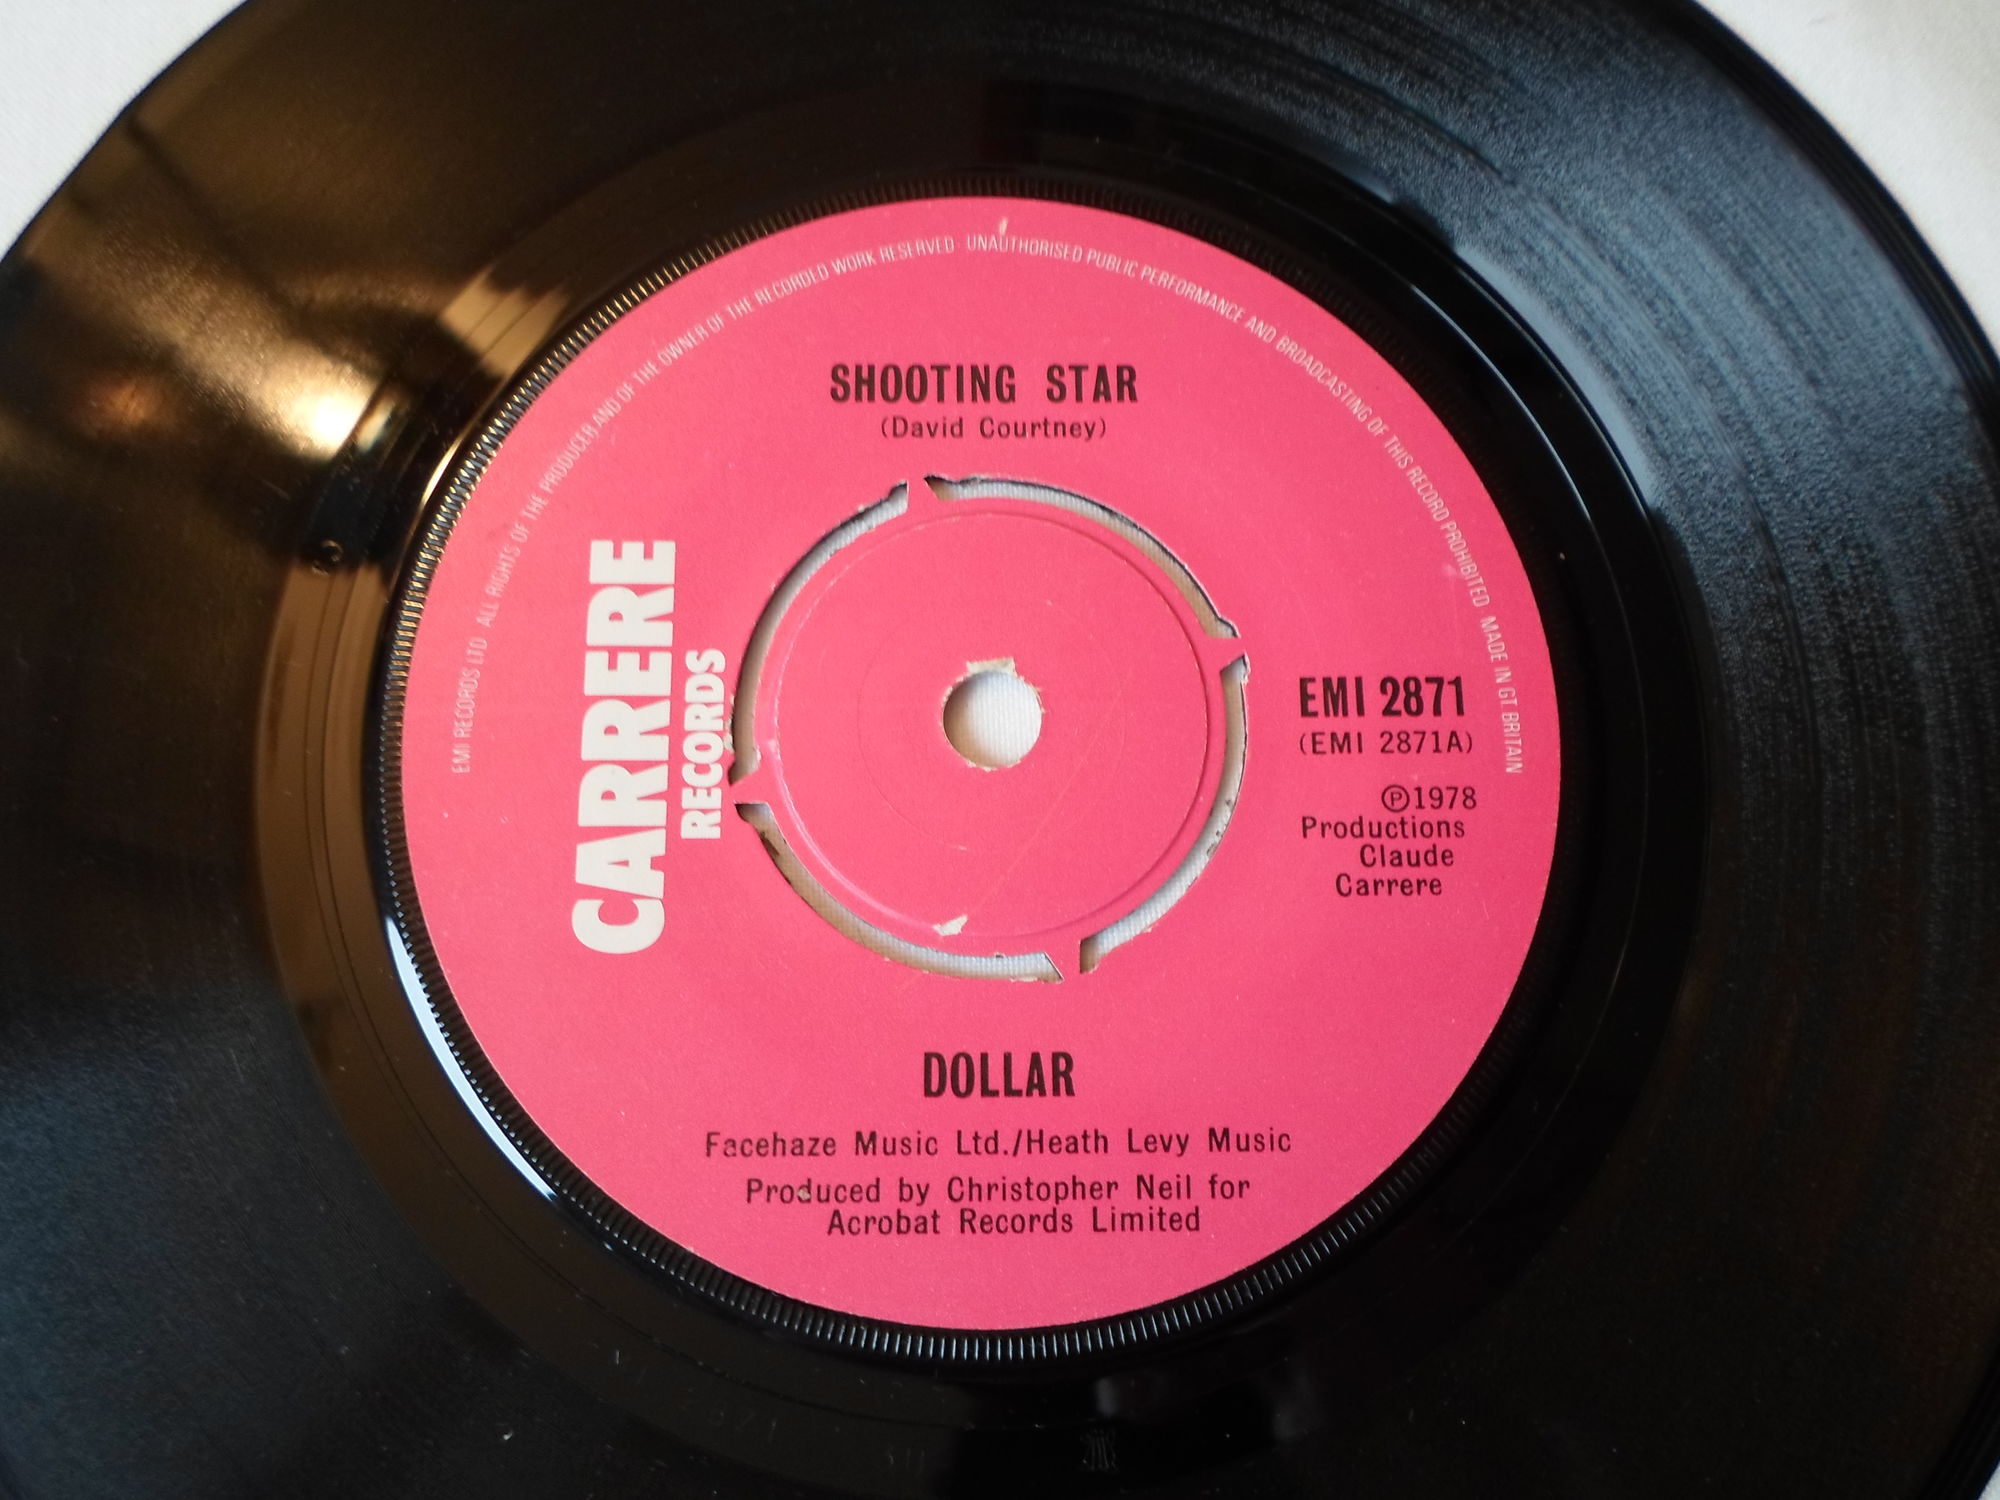 EMI RECORDS LTD ALL RIGHTS OF THE PRODUCER AND OF THE OWNER OF THE RECORDED WORK RESERVED UNAUTHORISED PUBLIC PERFORMANCE AND BROADCASTING OF THIS RECORD PROHIBITED MADE IN GT. BRITAIN
SHOOTING STAR
(David Courtney)
CARRERE
RECORDS
EMI 2871
(EMI 2871A)
℗1978
Productions
Claude
Carrere
DOLLAR
Facehaze Music Ltd./Heath Levy Music
Produced by Christopher Neil for
Acrobat Records Limited